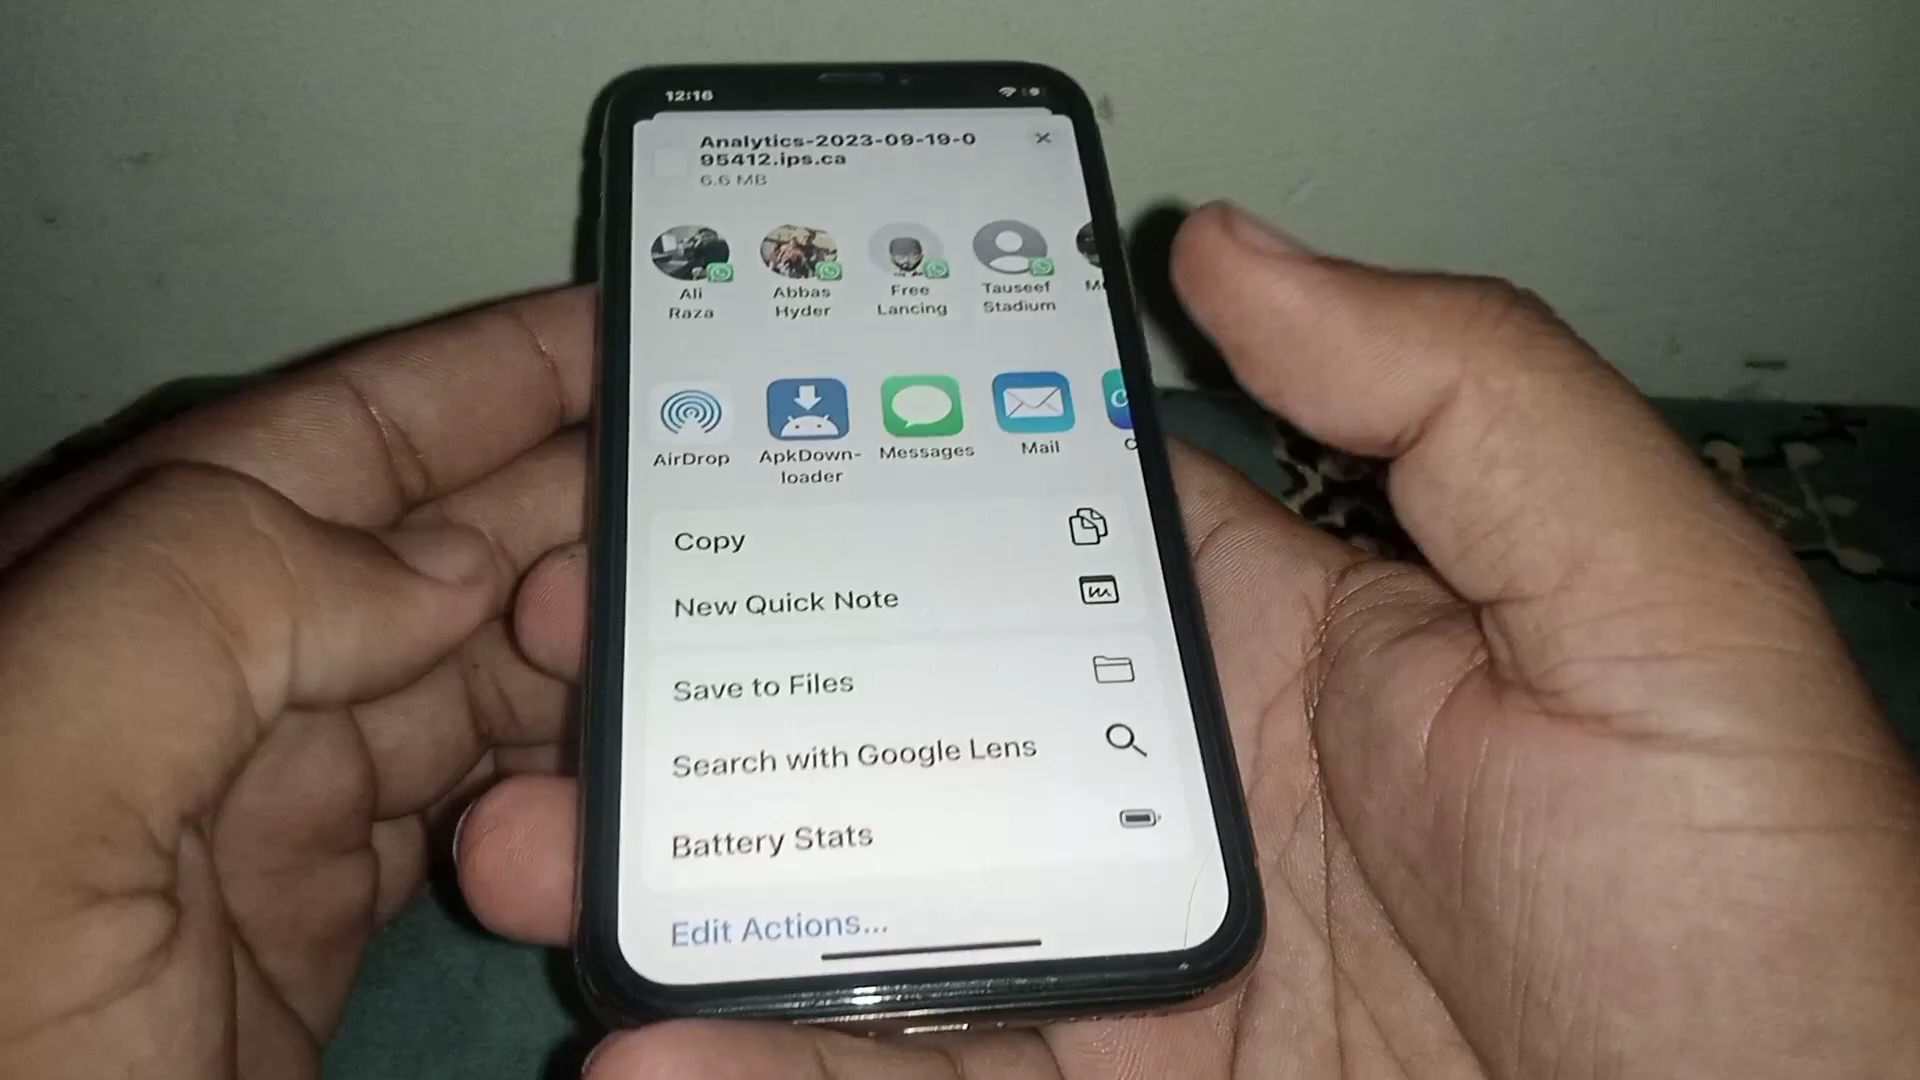 12:16
Analytics-2023-09-19-0
95412.ips.ca
6.6 MB
Ali
Raza
Abbas
Hyder
Free
Lancing
Tauseef
Stadium
AirDrop
ApkDown-
loader
Messages
Mail
Copy
New Quick Note
Save to Files
Search with Google Lens
Battery Stats
Edit Actions...